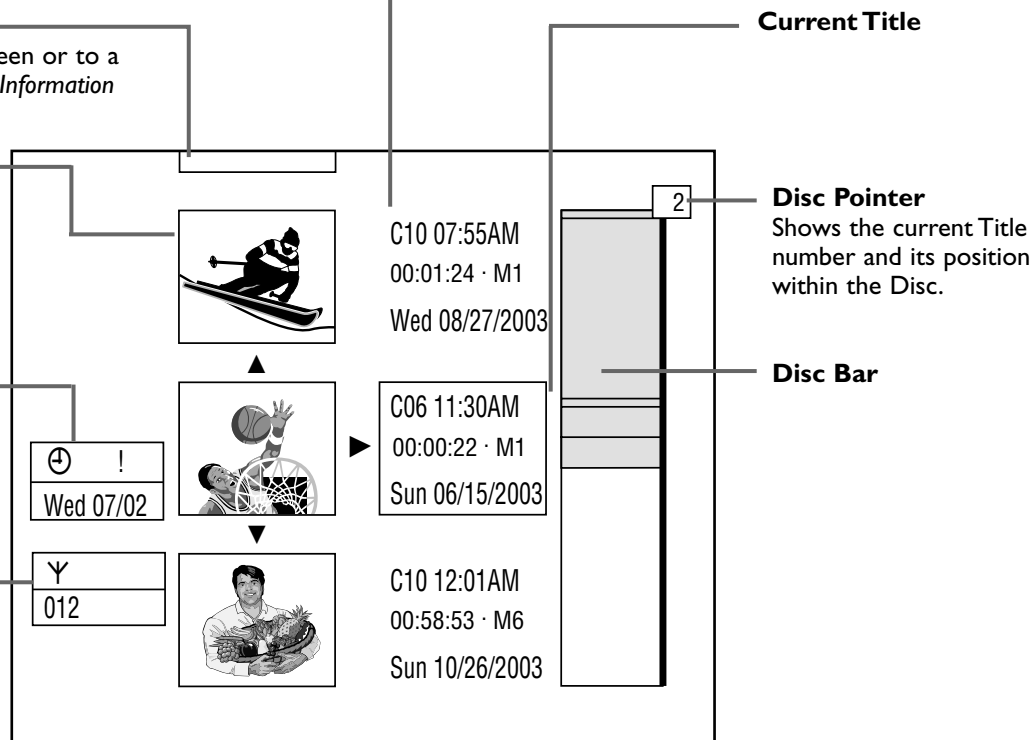 Current Title
een or to a
Information
2
Disc Pointer
Shows the current Title
number and its position
within the Disc.
C10 07:55AM
00:01:24 · M1
Wed 08/27/2003
Disc Bar
C06 11:30AM
00:00:22 · M1
Sun 06/15/2003
!
Wed 07/02
012
C10 12:01AM
00:58:53 · M6
Sun 10/26/2003